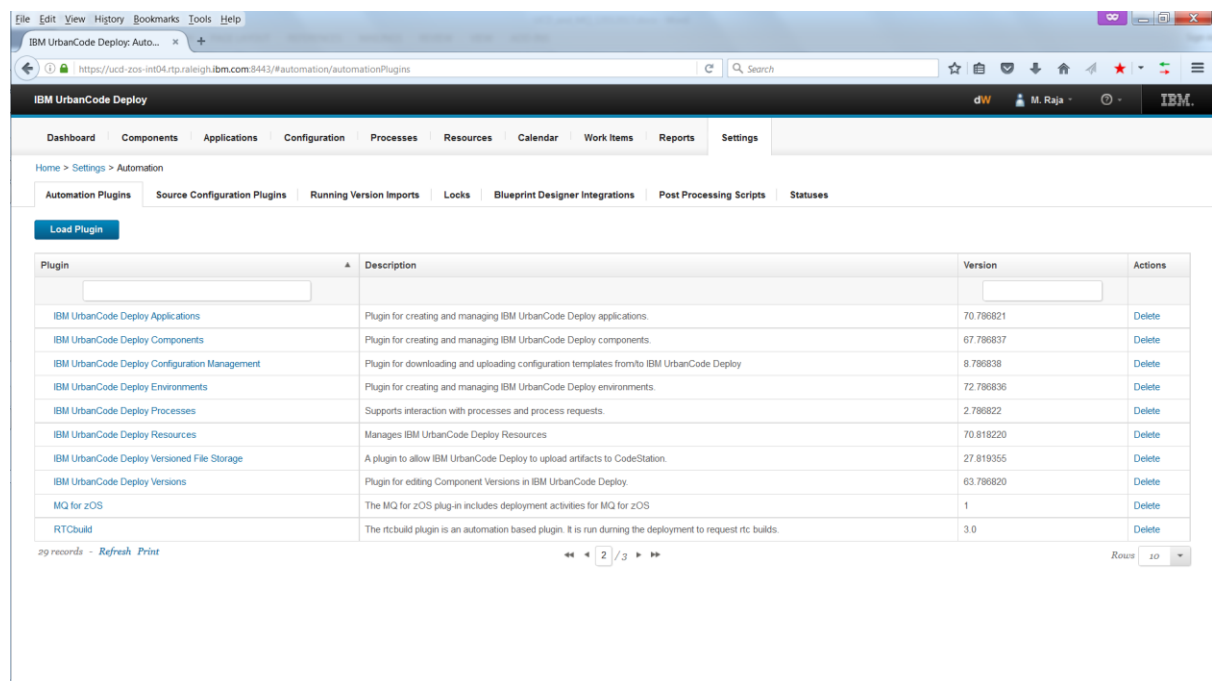 File Edit View History Bookmarks Tools Help
IBM UrbanCode Deploy: Auto... × +
https://ucd-zos-int04.rtp.raleigh.ibm.com:8443/#automation/automationPlugins Search
IBM UrbanCode Deploy dW M. Raja IBM.
Dashboard Components Applications Configuration Processes Resources Calendar Work Items Reports Settings
Home > Settings > Automation
Automation Plugins Source Configuration Plugins Running Version Imports Locks Blueprint Designer Integrations Post Processing Scripts Statuses
Load Plugin
Plugin Description Version Actions
IBM UrbanCode Deploy Applications Plugin for creating and managing IBM UrbanCode Deploy applications. 70.786821 Delete
IBM UrbanCode Deploy Components Plugin for creating and managing IBM UrbanCode Deploy components. 67.786837 Delete
IBM UrbanCode Deploy Configuration Management Plugin for downloading and uploading configuration templates from/to IBM UrbanCode Deploy 8.786838 Delete
IBM UrbanCode Deploy Environments Plugin for creating and managing IBM UrbanCode Deploy environments. 72.786836 Delete
IBM UrbanCode Deploy Processes Supports interaction with processes and process requests. 2.786822 Delete
IBM UrbanCode Deploy Resources Manages IBM UrbanCode Deploy Resources 70.818220 Delete
IBM UrbanCode Deploy Versioned File Storage A plugin to allow IBM UrbanCode Deploy to upload artifacts to CodeStation. 27.819355 Delete
IBM UrbanCode Deploy Versions Plugin for editing Component Versions in IBM UrbanCode Deploy. 63.786820 Delete
MQ for zOS The MQ for zOS plug-in includes deployment activities for MQ for zOS 1 Delete
RTCbuild The rtcbuild plugin is an automation based plugin. It is run durning the deployment to request rtc builds. 3.0 Delete
29 records - Refresh Print 2 / 3 Rows 10